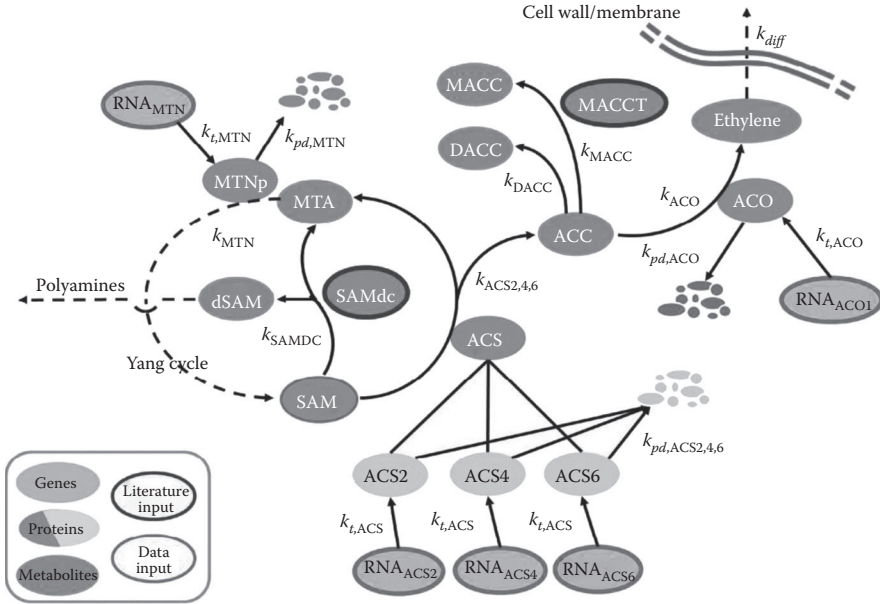 Cell wall/membrane
k_diff
MACC
MACCT
RNA_MTN
k_t,MTN
k_pd,MTN
Ethylene
DACC
k_MACC
MTNp
k_DACC
MTA
k_ACO
ACO
k_MTN
ACC
k_pd,ACO
k_t,ACO
Polyamines
dSAM
SAMdc
k_ACS2,4,6
RNA_ACO1
k_SAMDC
ACS
Yang cycle
SAM
k_pd,ACS2,4,6
ACS2
ACS4
ACS6
k_t,ACS
k_t,ACS
k_t,ACS
RNA_ACS2
RNA_ACS4
RNA_ACS6
Genes
Literature
input
Proteins
Data
input
Metabolites